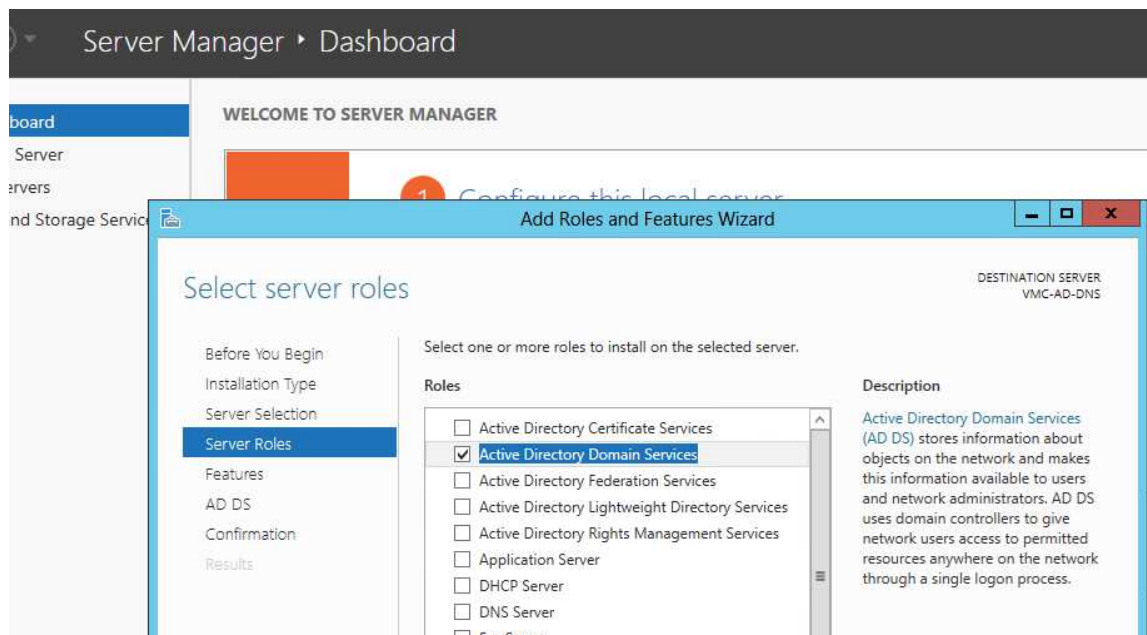 Server Manager ‣ Dashboard
board
Server
ervers
nd Storage Service
WELCOME TO SERVER MANAGER
1 Configure this local server
Add Roles and Features Wizard
Select server roles
DESTINATION SERVER
VMC-AD-DNS
Before You Begin
Installation Type
Server Selection
Server Roles
Features
AD DS
Confirmation
Results
Select one or more roles to install on the selected server.
Roles
Active Directory Certificate Services
Active Directory Domain Services
Active Directory Federation Services
Active Directory Lightweight Directory Services
Active Directory Rights Management Services
Application Server
DHCP Server
DNS Server
Description
Active Directory Domain Services
(AD DS) stores information about
objects on the network and makes
this information available to users
and network administrators. AD DS
uses domain controllers to give
network users access to permitted
resources anywhere on the network
through a single logon process.